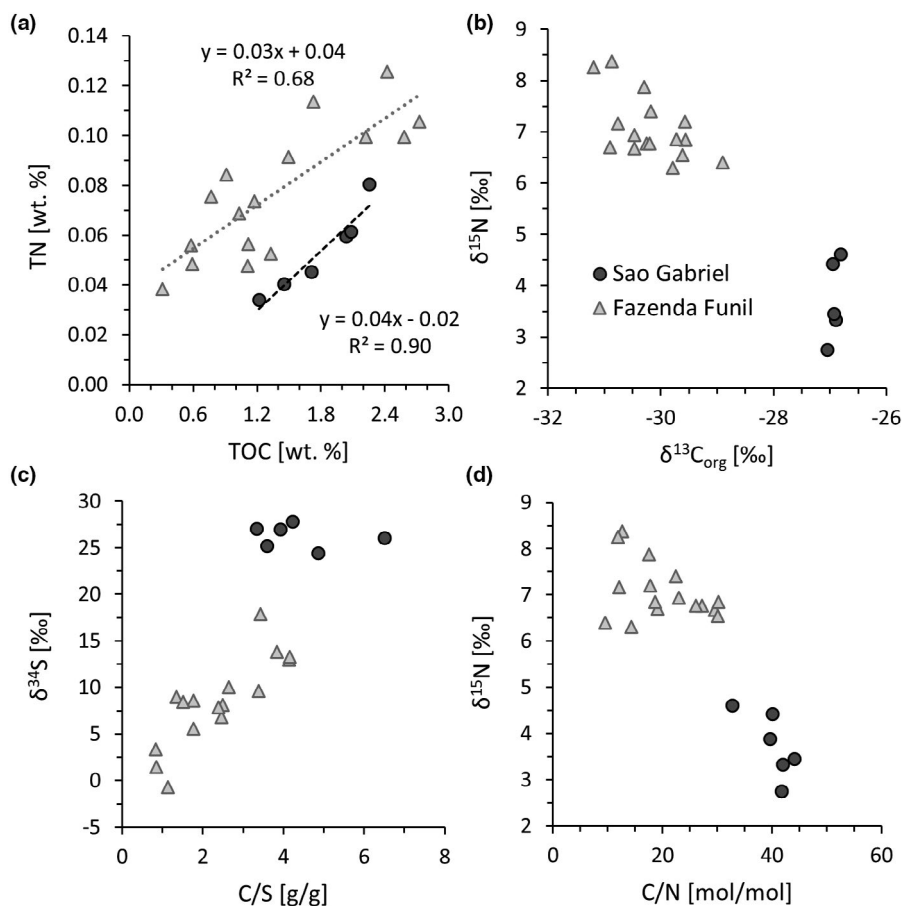 (a)
0.14
0.12
0.10
0.08
0.06
0.04
0.02
0.00
TN [wt. %]
y = 0.03x + 0.04
R² = 0.68
y = 0.04x - 0.02
R² = 0.90
0.0 0.6 1.2 1.8 2.4 3.0
TOC [wt. %]
(b)
9
8
7
6
5
4
3
2
δ¹⁵N [‰]
Sao Gabriel
Fazenda Funil
-32 -30 -28 -26
δ¹³Corg [‰]
(c)
30
25
20
15
10
5
0
-5
δ³⁴S [‰]
0 2 4 6 8
C/S [g/g]
(d)
9
8
7
6
5
4
3
2
δ¹⁵N [‰]
0 20 40 60
C/N [mol/mol]